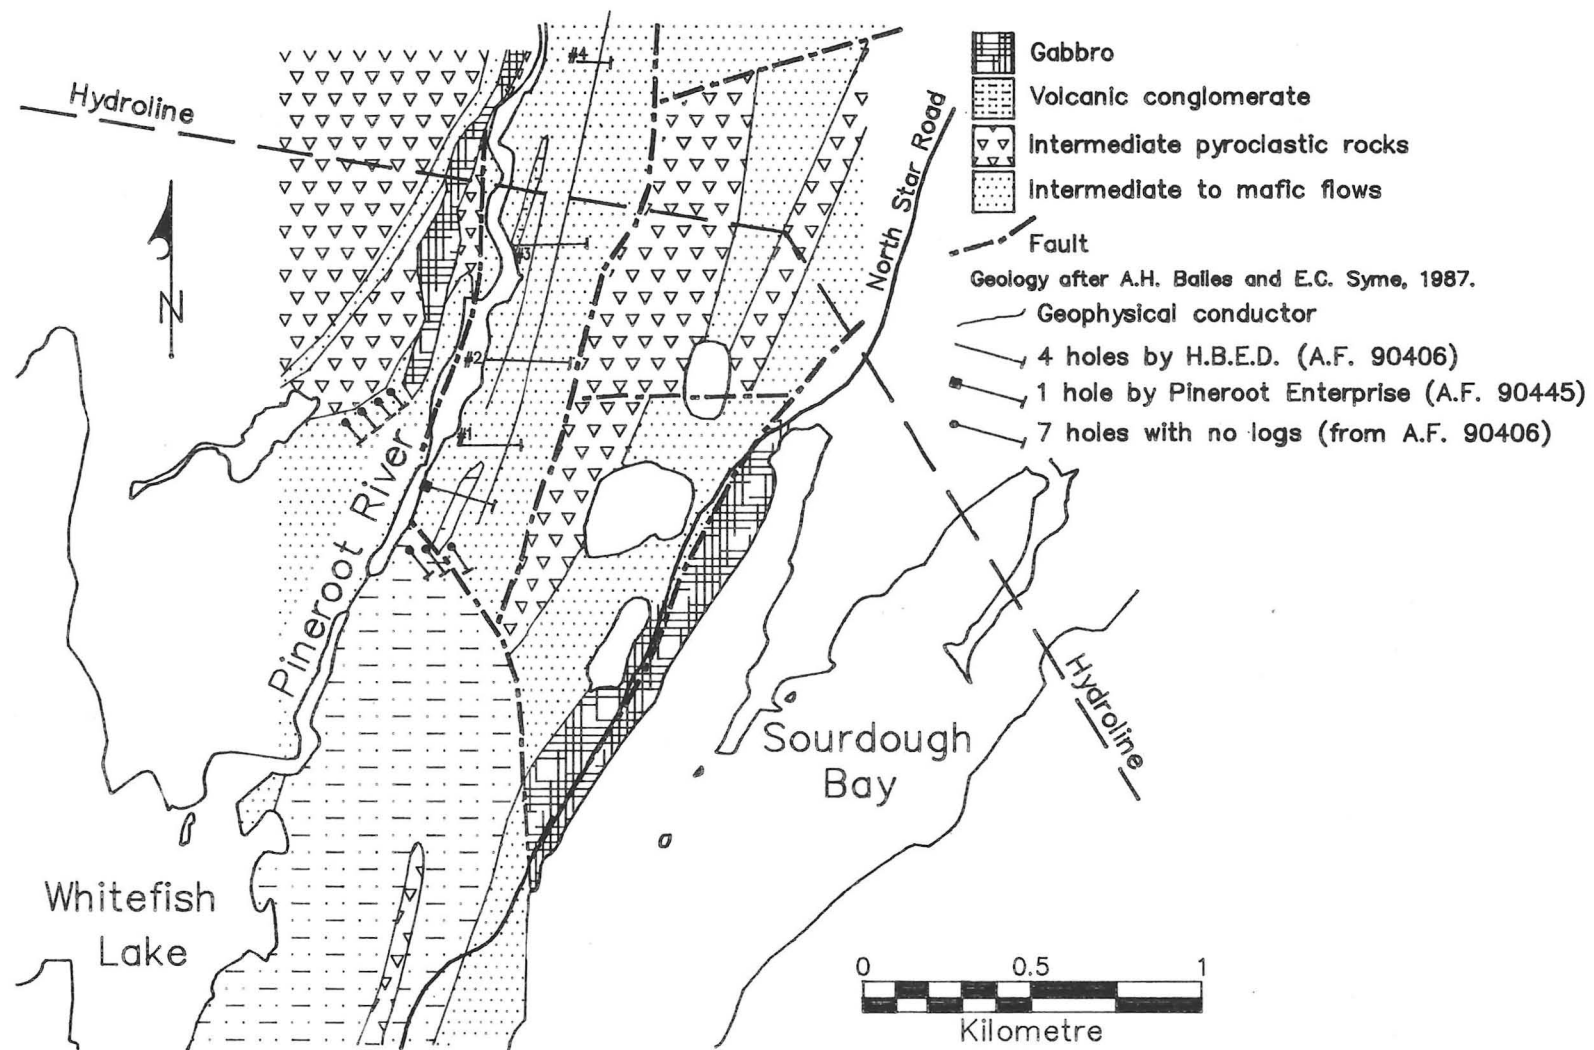 Hydroline
#4
Gabbro
Volcanic conglomerate
Intermediate pyroclastic rocks
Intermediate to mafic flows
Fault
Geology after A.H. Bailes and E.C. Syme, 1987.
Geophysical conductor
4 holes by H.B.E.D. (A.F. 90406)
1 hole by Pineroot Enterprise (A.F. 90445)
7 holes with no logs (from A.F. 90406)
North Star Road
N
#3
#2
#1
Pineroot River
Hydroline
Sourdough
Bay
Whitefish
Lake
0 0.5 1
Kilometre